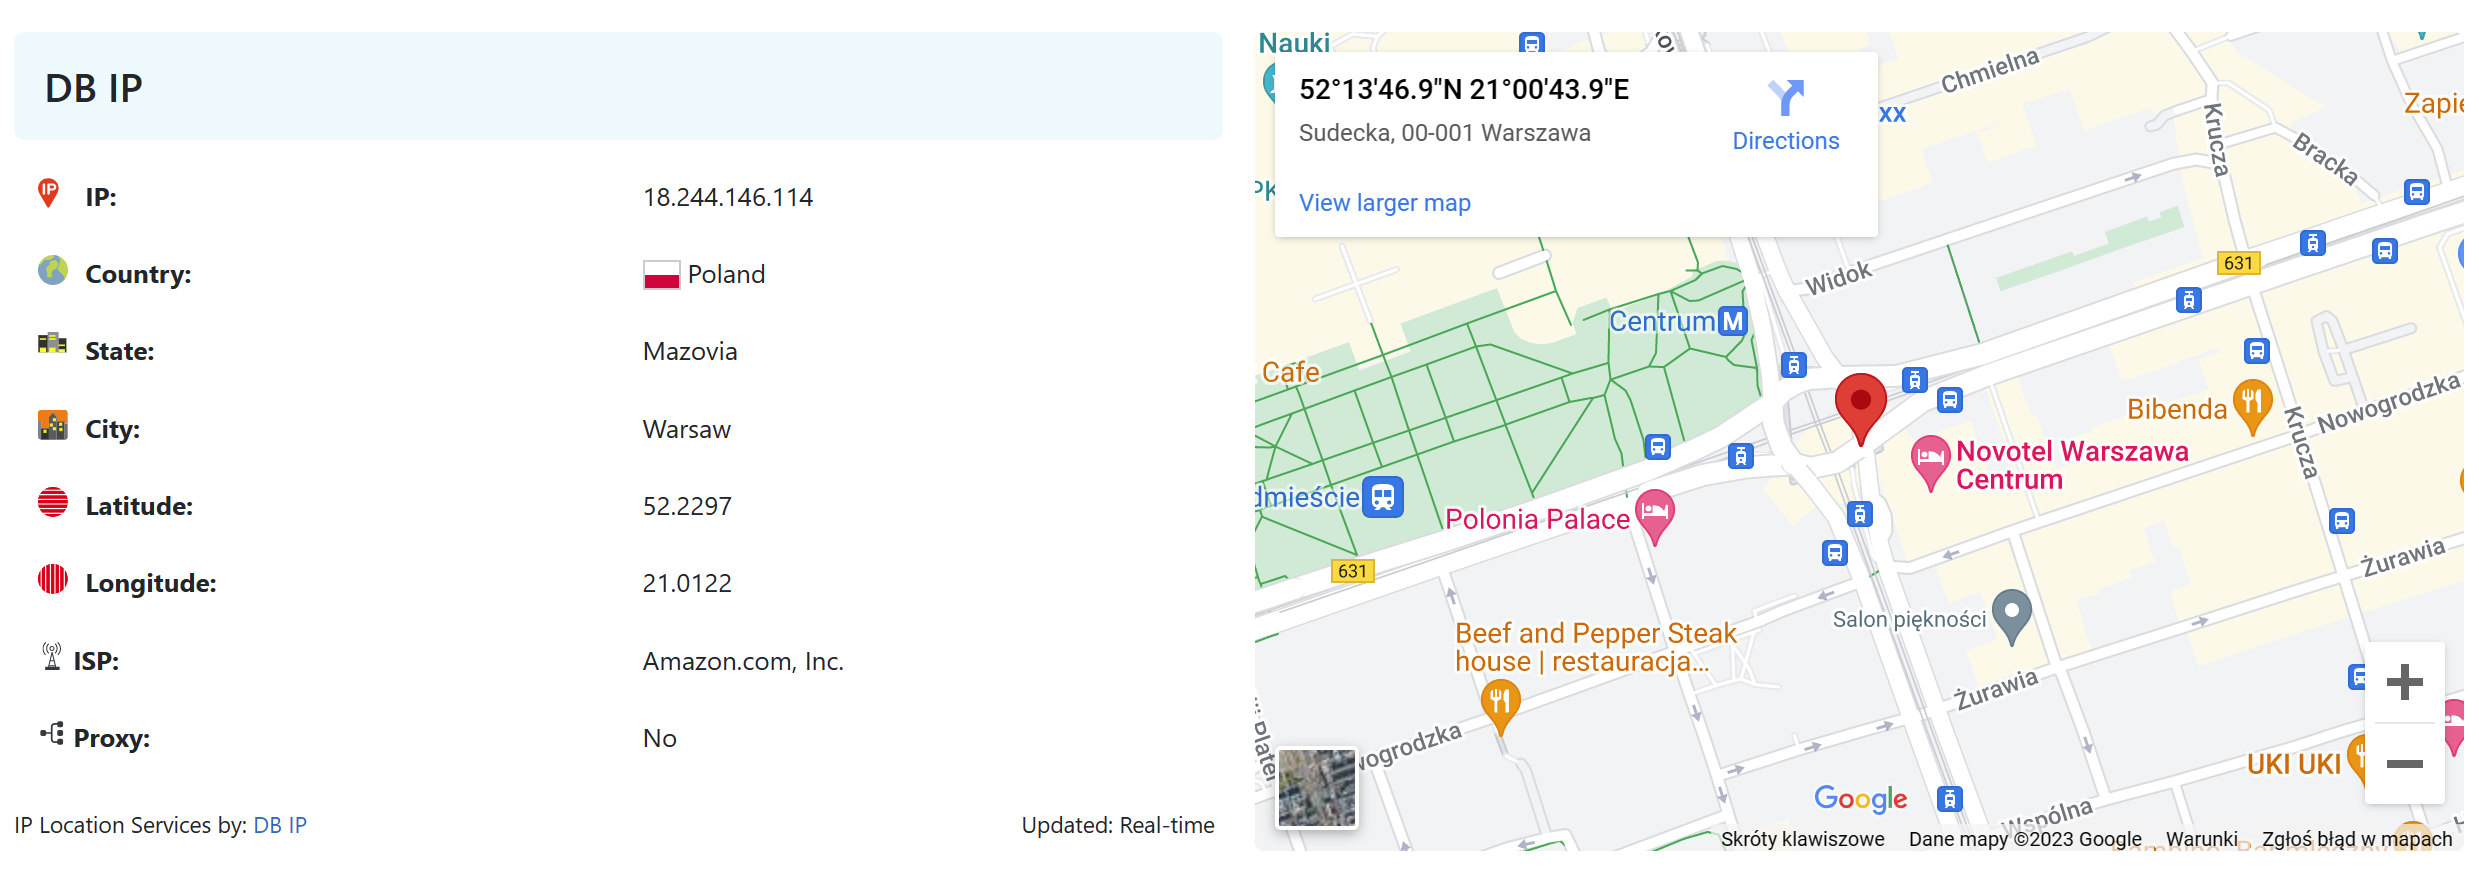 DB IP
IP: 18.244.146.114
Country: Poland
State: Mazovia
City: Warsaw
Latitude: 52.2297
Longitude: 21.0122
ISP: Amazon.com, Inc.
Proxy: No
IP Location Services by: DB IP
Updated: Real-time
Nauki
52°13'46.9"N 21°00'43.9"E
Sudecka, 00-001 Warszawa
Directions
View larger map
xx
Chmielna
Krucza
Bracka
Zapie
PK
Widok
631
Centrum M
Cafe
Bibenda
Nowogrodzka
Krucza
Novotel Warszawa
Centrum
dmieście
Polonia Palace
631
Żurawia
Salon piękności
Beef and Pepper Steak
house | restauracja...
Żurawia
wogrodzka
UKI UKI
Google
Wspólna
Skróty klawiszowe
Dane mapy ©2023 Google
Warunki
Zgłoś błąd w mapach